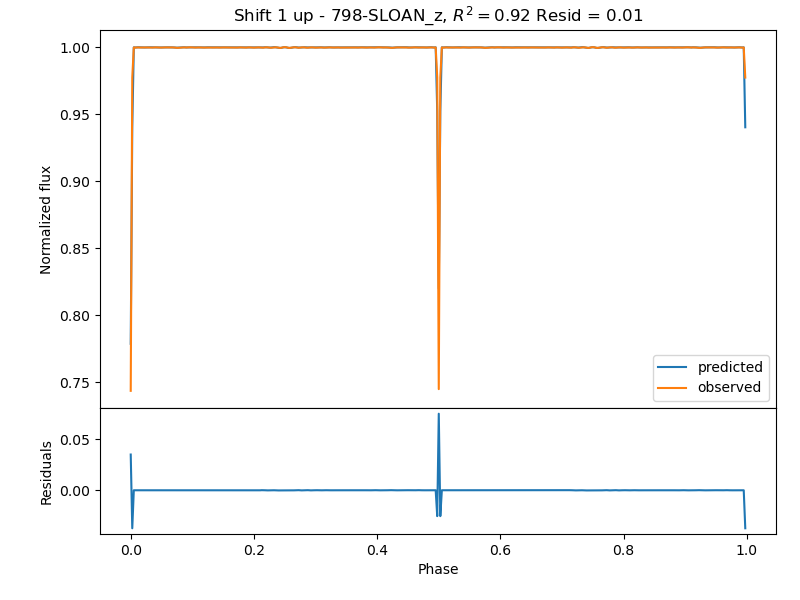 Shift 1 up - 798-SLOAN_z, R² = 0.92 Resid = 0.01
1.00
0.95
0.90
0.85
0.80
0.75
Normalized flux
predicted
observed
0.05
0.00
Residuals
0.0 0.2 0.4 0.6 0.8 1.0
Phase